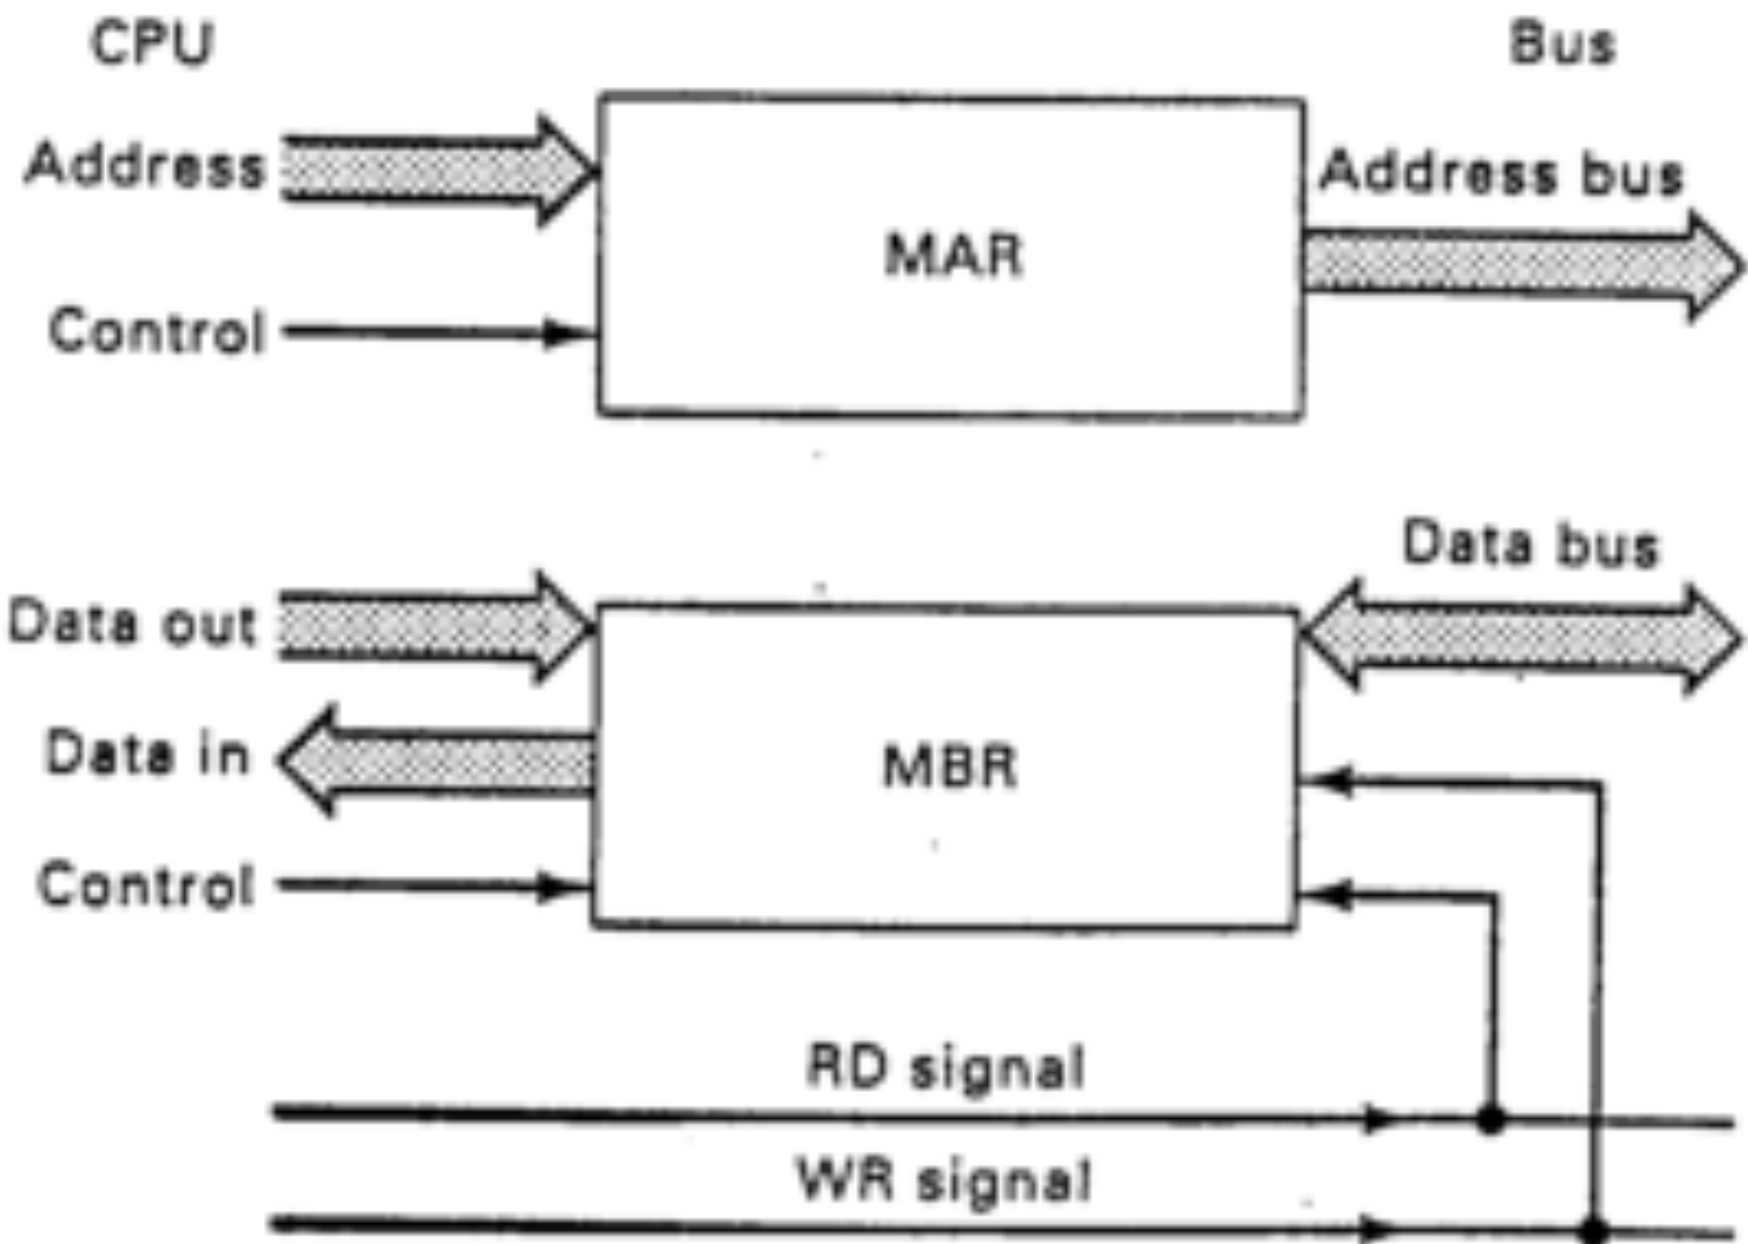 CPU
Bus
Address
Address bus
MAR
Control
Data bus
Data out
Data in
MBR
Control
RD signal
WR signal